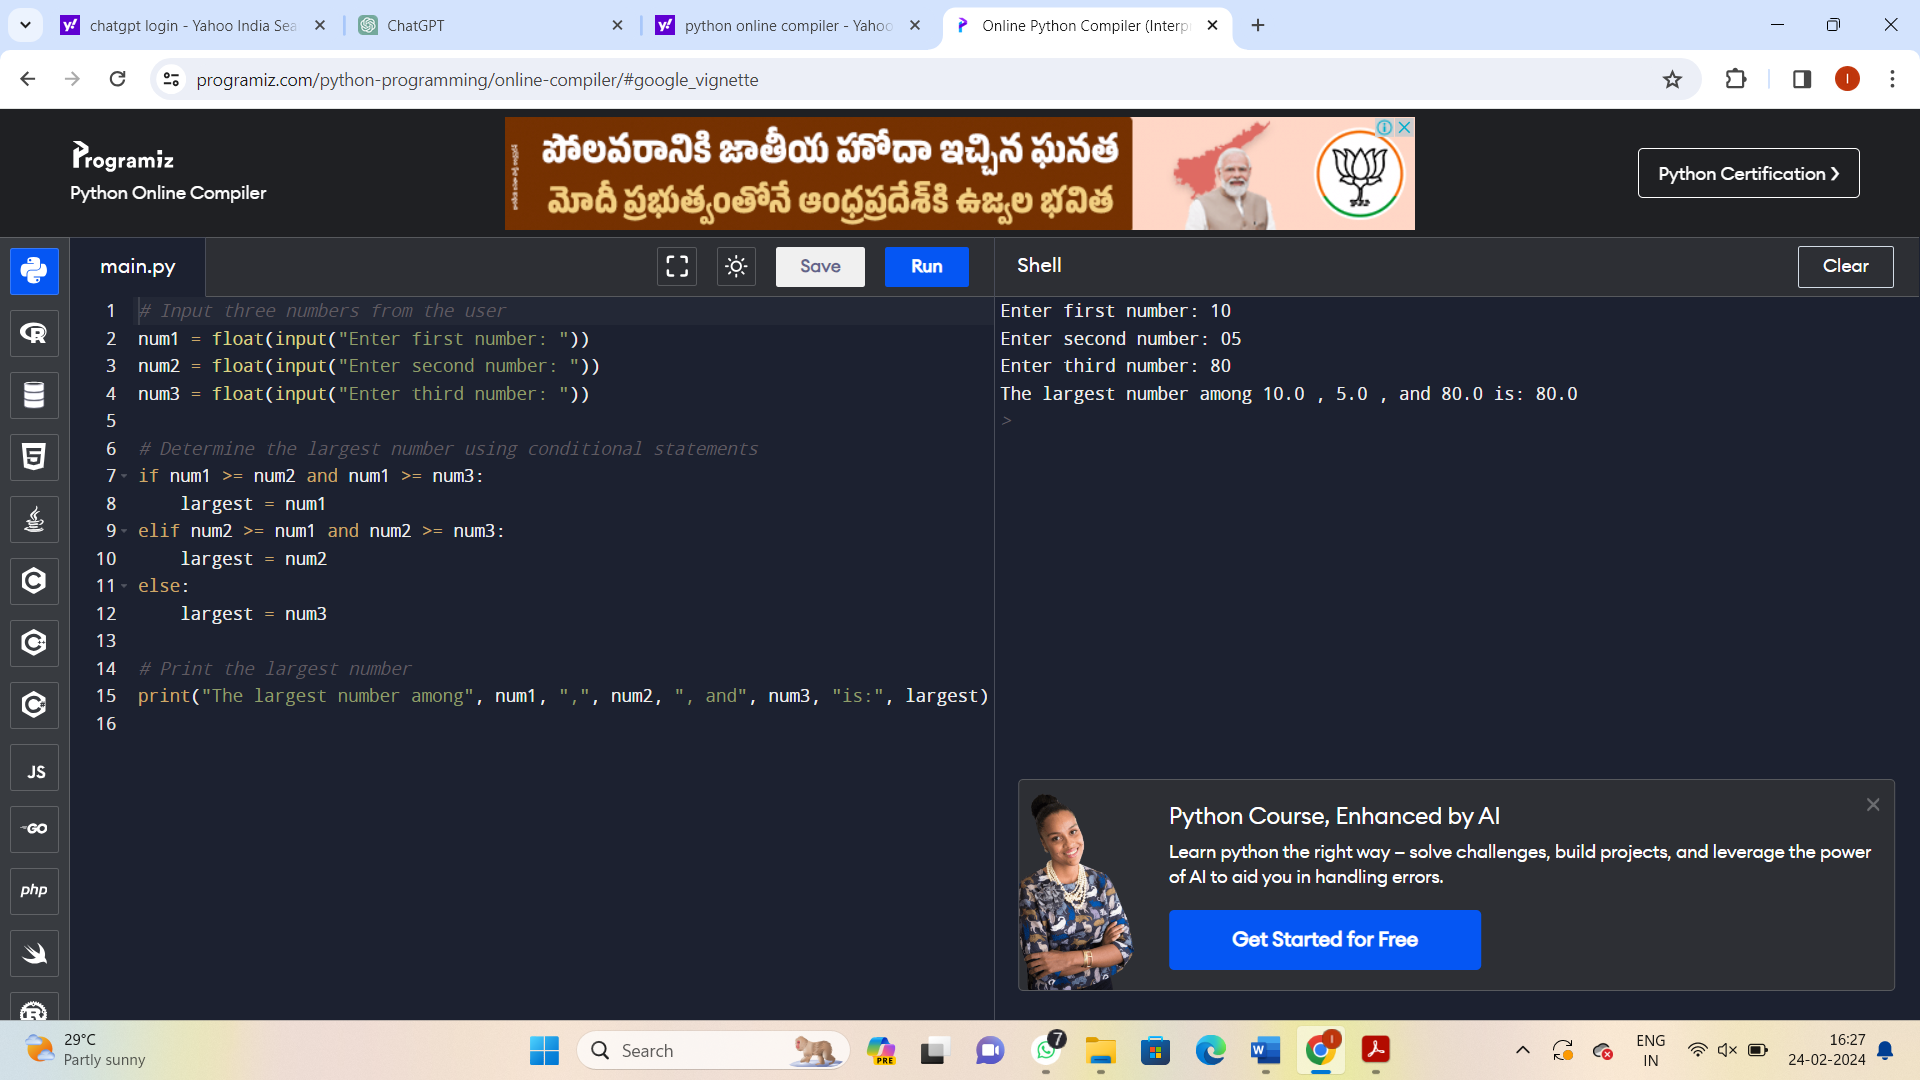 chatgpt login - Yahoo India Sea
ChatGPT
python online compiler - Yahoo
Online Python Compiler (Interp
programiz.com/python-programming/online-compiler/#google_vignette
I
Programiz
Python Online Compiler
పోలవరానికి జాతీయ హోదా ఇచ్చిన ఘనత
మోదీ ప్రభుత్వంతోనే ఆంధ్రప్రదేశ్‌కి ఉజ్వల భవిత
Python Certification ❯
main.py
Save
Run
Shell
Clear
1 # Input three numbers from the user
2 num1 = float(input("Enter first number: "))
3 num2 = float(input("Enter second number: "))
4 num3 = float(input("Enter third number: "))
5
6 # Determine the largest number using conditional statements
7 if num1 >= num2 and num1 >= num3:
8 largest = num1
9 elif num2 >= num1 and num2 >= num3:
10 largest = num2
11 else:
12 largest = num3
13
14 # Print the largest number
15 print("The largest number among", num1, ",", num2, ", and", num3, "is:", largest)
16
Enter first number: 10
Enter second number: 05
Enter third number: 80
The largest number among 10.0 , 5.0 , and 80.0 is: 80.0
>
R
5
C
C
C
JS
GO
php
R
Python Course, Enhanced by AI
Learn python the right way – solve challenges, build projects, and leverage the power
of AI to aid you in handling errors.
Get Started for Free
29°C
Partly sunny
Search
PRE
7
W
I
ENG
IN
16:27
24-02-2024